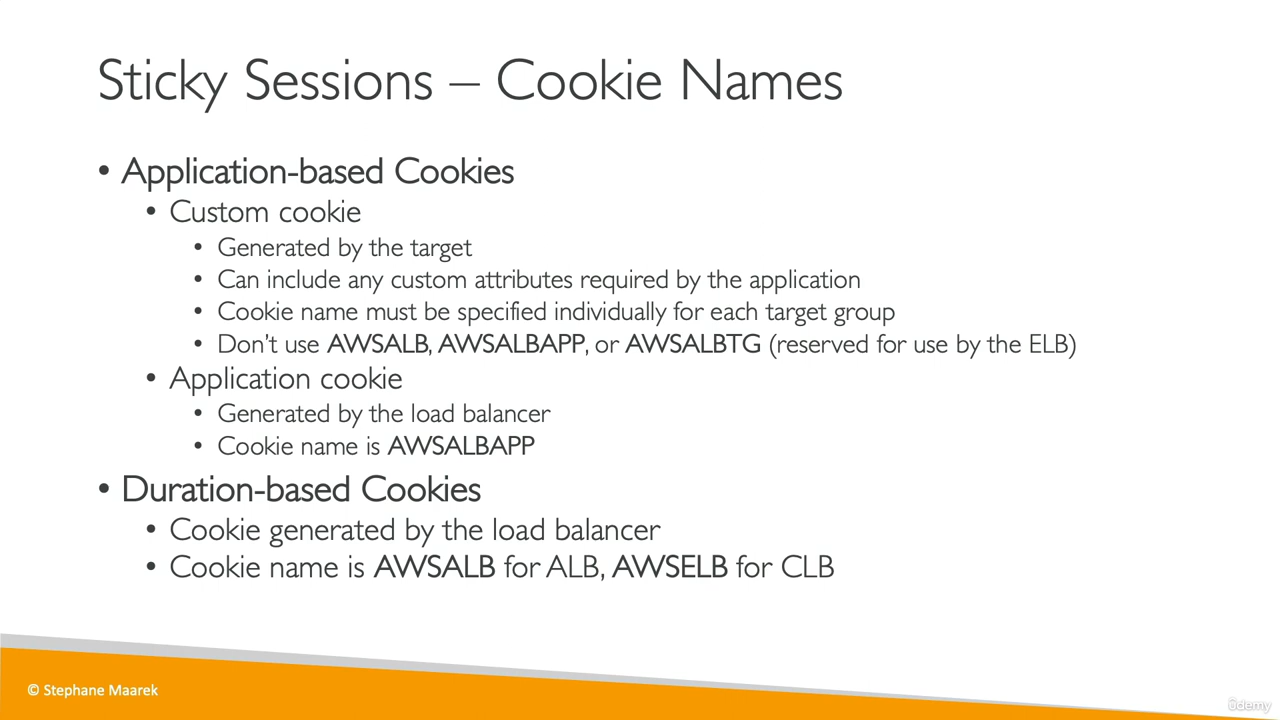 Sticky Sessions – Cookie Names
• Application-based Cookies
• Custom cookie
• Generated by the target
• Can include any custom attributes required by the application
• Cookie name must be specified individually for each target group
• Don't use AWSALB, AWSALBAPP, or AWSALBTG (reserved for use by the ELB)
• Application cookie
• Generated by the load balancer
• Cookie name is AWSALBAPP
• Duration-based Cookies
• Cookie generated by the load balancer
• Cookie name is AWSALB for ALB, AWSELB for CLB
© Stephane Maarek
ûdemy